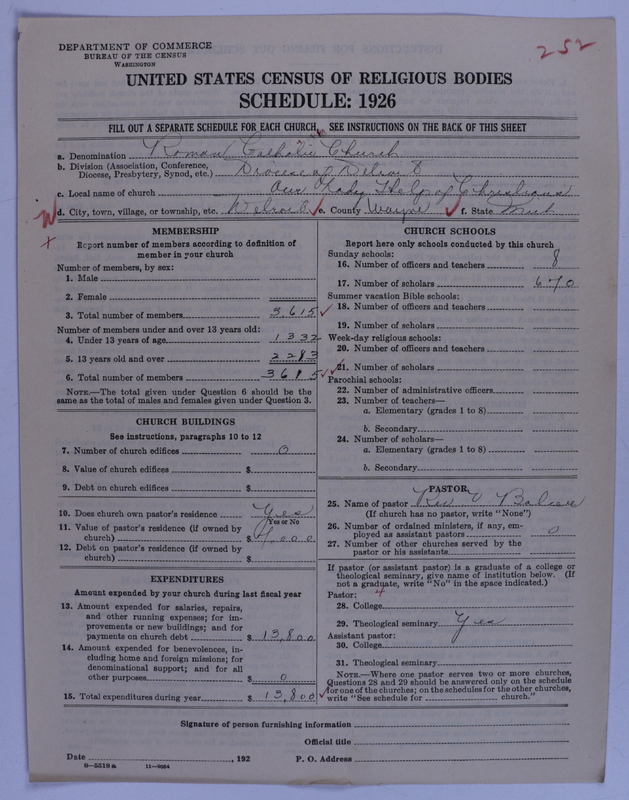 DEPARTMENT OF COMMERCE
BUREAU OF THE CENSUS
WASHINGTON
252
UNITED STATES CENSUS OF RELIGIOUS BODIES
SCHEDULE: 1926
FILL OUT A SEPARATE SCHEDULE FOR EACH CHURCH. SEE INSTRUCTIONS ON THE BACK OF THIS SHEET
a. Denomination Roman Catholic Church
b. Division (Association, Conference, Diocese, Presbytery, Synod, etc.) Diocese of Detroit
c. Local name of church Our Lady Help of Christians
d. City, town, village, or township, etc. Detroit e. County Wayne f. State Mich
MEMBERSHIP
Report number of members according to definition of
member in your church
Number of members, by sex:
1. Male
2. Female
3. Total number of members 3,615
Number of members under and over 13 years old:
4. Under 13 years of age 1332
5. 13 years old and over 2283
6. Total number of members 3615
NOTE.—The total given under Question 6 should be the
same as the total of males and females given under Question 3.
CHURCH BUILDINGS
See instructions, paragraphs 10 to 12
7. Number of church edifices 0
8. Value of church edifices $
9. Debt on church edifices $
10. Does church own pastor's residence Yes
Yes or No
11. Value of pastor's residence (if owned by
church) $ 4,000
12. Debt on pastor's residence (if owned by
church) $
EXPENDITURES
Amount expended by your church during last fiscal year
13. Amount expended for salaries, repairs,
and other running expenses; for im-
provements or new buildings; and for
payments on church debt $ 13,800
14. Amount expended for benevolences, in-
cluding home and foreign missions; for
denominational support; and for all
other purposes $ 0
15. Total expenditures during year $ 13,800
CHURCH SCHOOLS
Report here only schools conducted by this church
Sunday schools:
16. Number of officers and teachers 8
17. Number of scholars 670
Summer vacation Bible schools:
18. Number of officers and teachers
19. Number of scholars
Week-day religious schools:
20. Number of officers and teachers
21. Number of scholars
Parochial schools:
22. Number of administrative officers
23. Number of teachers—
a. Elementary (grades 1 to 8)
b. Secondary
24. Number of scholars—
a. Elementary (grades 1 to 8)
b. Secondary
PASTOR
25. Name of pastor Rev V
(If church has no pastor, write "None")
26. Number of ordained ministers, if any, em-
ployed as assistant pastors 0
27. Number of other churches served by the
pastor or his assistants
If pastor (or assistant pastor) is a graduate of a college or
theological seminary, give name of institution below. (If
not a graduate, write "No" in the space indicated.)
Pastor:
28. College
29. Theological seminary Yes
Assistant pastor:
30. College
31. Theological seminary
NOTE.—Where one pastor serves two or more churches,
Questions 28 and 29 should be answered only on the schedule
for one of the churches; on the schedules for the other churches,
write "See schedule for church."
Signature of person furnishing information
Official title
Date , 192 P. O. Address
8—5519a 11—9064